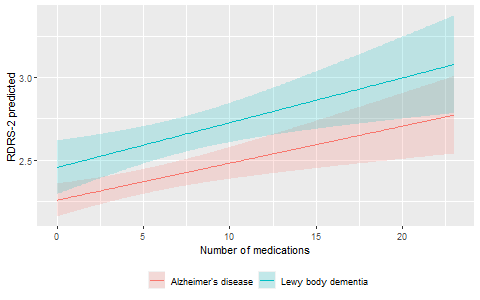 RDRS-2 predicted
3.0
2.5
0
5
10
15
20
Number of medications
Alzheimer's disease
Lewy body dementia